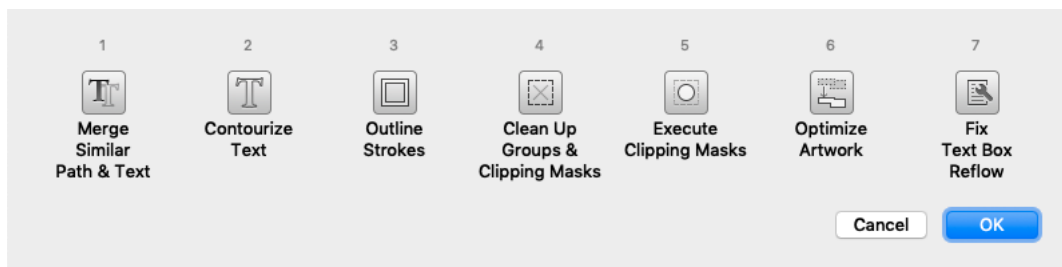 1
Merge
Similar
Path & Text
2
Contourize
Text
3
Outline
Strokes
4
Clean Up
Groups &
Clipping Masks
5
Execute
Clipping Masks
6
Optimize
Artwork
7
Fix
Text Box
Reflow
Cancel
OK